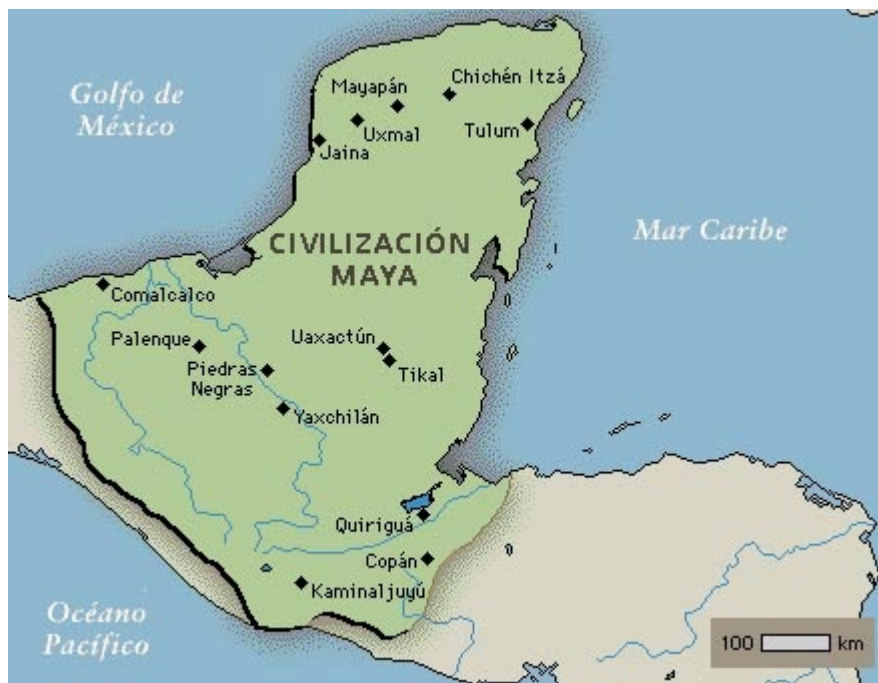 Golfo de
México
Mayapán
Chichén Itzá
Uxmal
Tulum
Jaina
Mar Caribe
CIVILIZACIÓN
MAYA
Comalcalco
Palenque
Uaxactún
Piedras
Negras
Tikal
Yaxchilán
Quiriguá
Copán
Kaminaljuyú
Océano
Pacífico
100 km